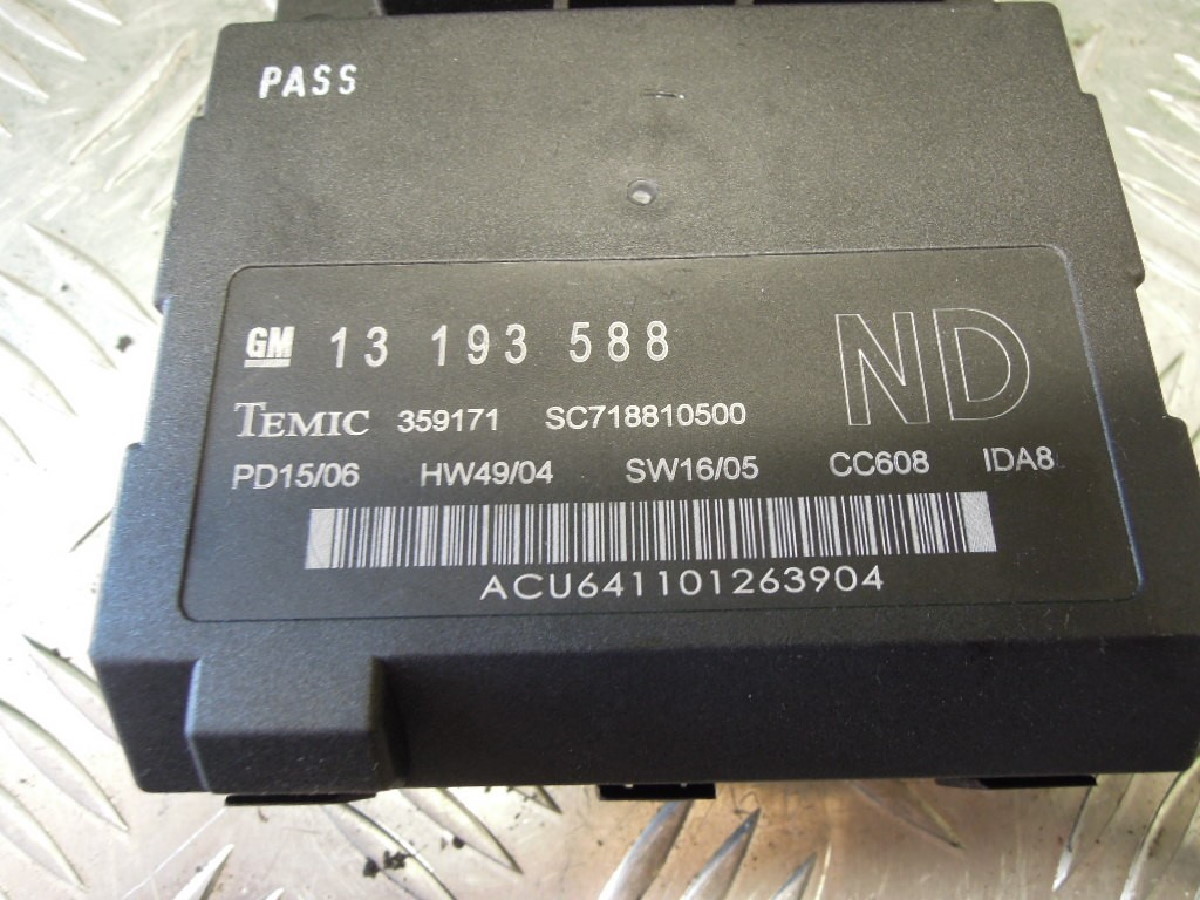 PASS
GM 13 193 588 ND
TEMIC 359171 SC718810500
PD15/06 HW49/04 SW16/05 CC608 IDA8
ACU641101263904